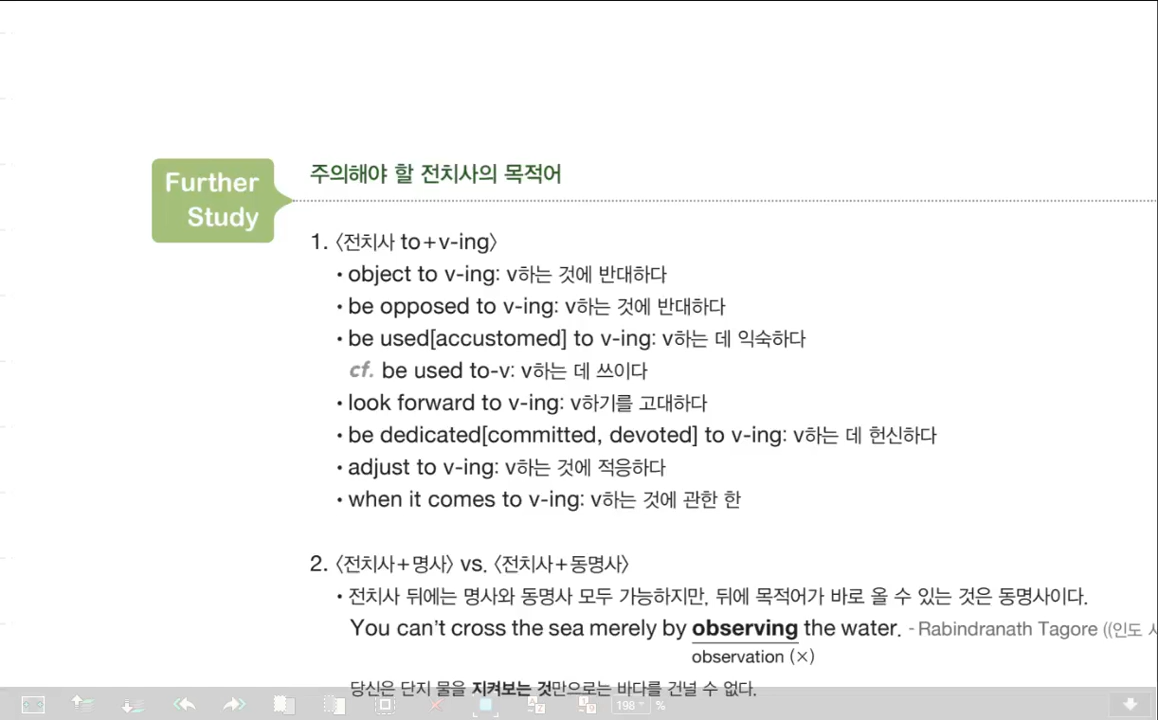 Further
Study
주의해야 할 전치사의 목적어
1. 〈전치사 to+v-ing〉
• object to v-ing: v하는 것에 반대하다
• be opposed to v-ing: v하는 것에 반대하다
• be used[accustomed] to v-ing: v하는 데 익숙하다
cf. be used to-v: v하는 데 쓰이다
• look forward to v-ing: v하기를 고대하다
• be dedicated[committed, devoted] to v-ing: v하는 데 헌신하다
• adjust to v-ing: v하는 것에 적응하다
• when it comes to v-ing: v하는 것에 관한 한
2. 〈전치사+명사〉 vs. 〈전치사+동명사〉
• 전치사 뒤에는 명사와 동명사 모두 가능하지만, 뒤에 목적어가 바로 올 수 있는 것은 동명사이다.
You can't cross the sea merely by observing the water. - Rabindranath Tagore ((인도
observation (×)
당신은 단지 물을 지켜보는 것만으로는 바다를 건널 수 없다.
198 %